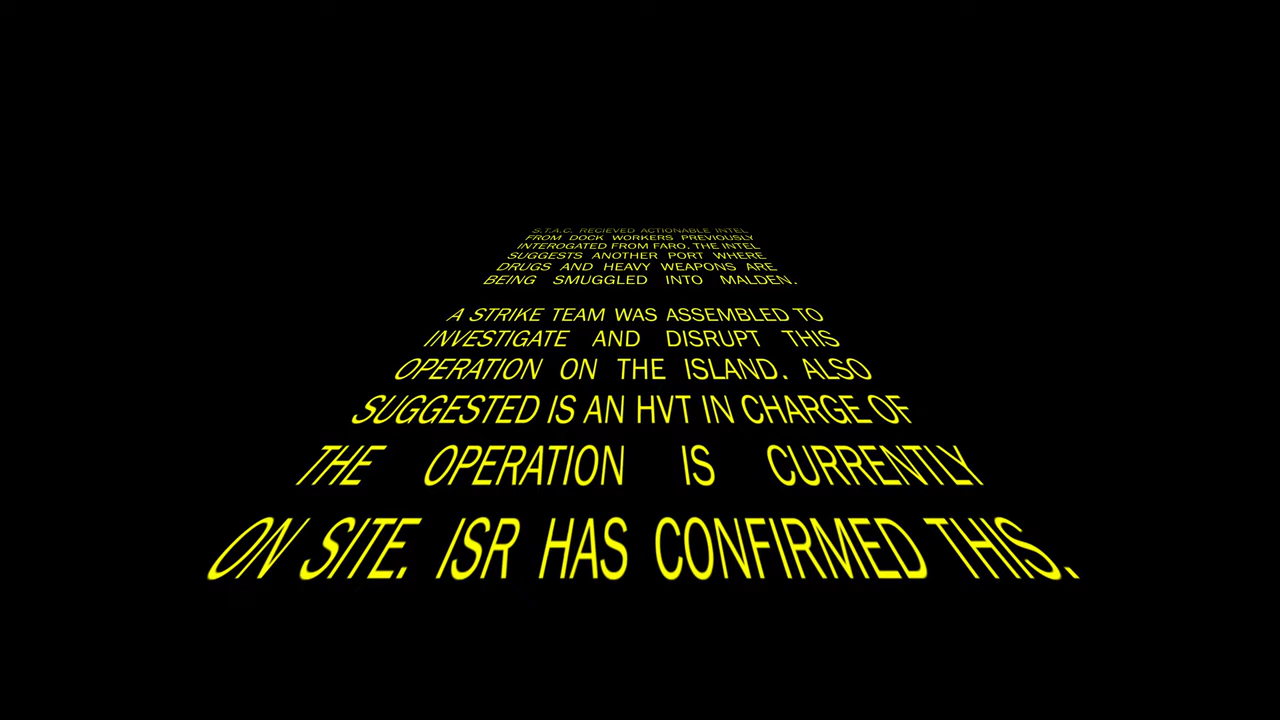 S.T.A.C. RECIEVED ACTIONABLE INTEL
FROM DOCK WORKERS PREVIOUSLY
INTEROGATED FROM FARO. THE INTEL
SUGGESTS ANOTHER PORT WHERE
DRUGS AND HEAVY WEAPONS ARE
BEING SMUGGLED INTO MALDEN.
A STRIKE TEAM WAS ASSEMBLED TO
INVESTIGATE AND DISRUPT THIS
OPERATION ON THE ISLAND. ALSO
SUGGESTED IS AN HVT IN CHARGE OF
THE OPERATION IS CURRENTLY
ON SITE. ISR HAS CONFIRMED THIS.